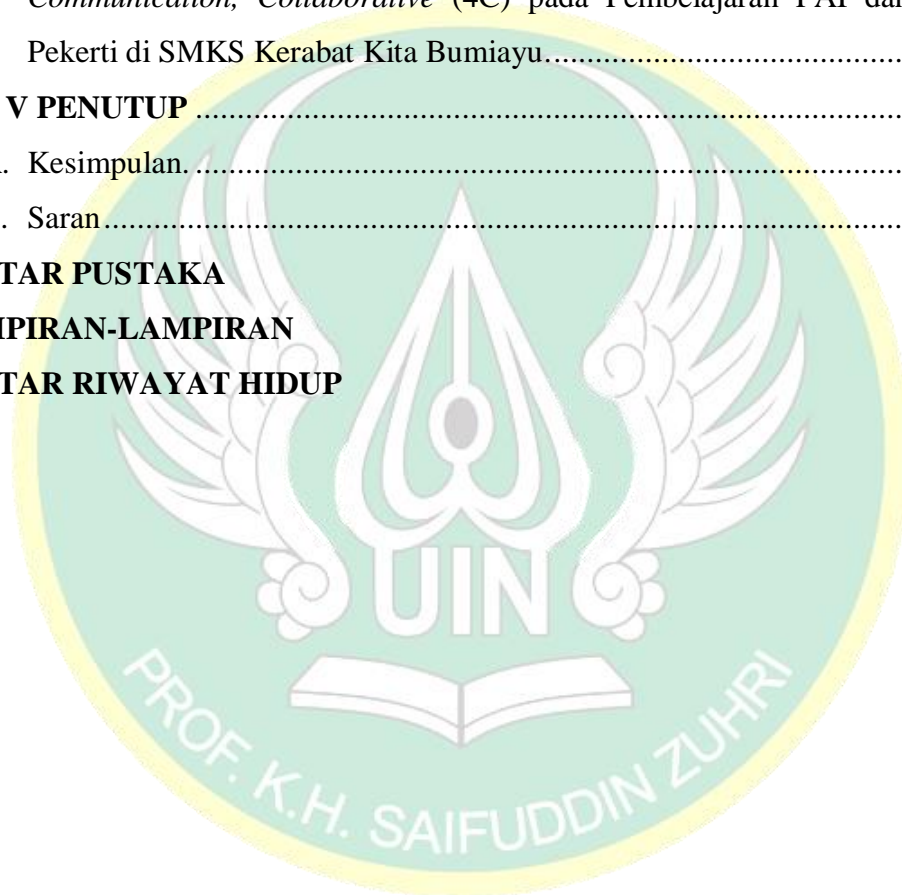 Communication, Collaborative (4C) pada Pembelajaran PAI dan
Pekerti di SMKS Kerabat Kita Bumiayu.......................................
V PENUTUP ..............................................................................
. Kesimpulan. ..............................................................................
. Saran.........................................................................................
TAR PUSTAKA
PIRAN-LAMPIRAN
TAR RIWAYAT HIDUP
UIN
PROF. K.H. SAIFUDDIN ZUHRI